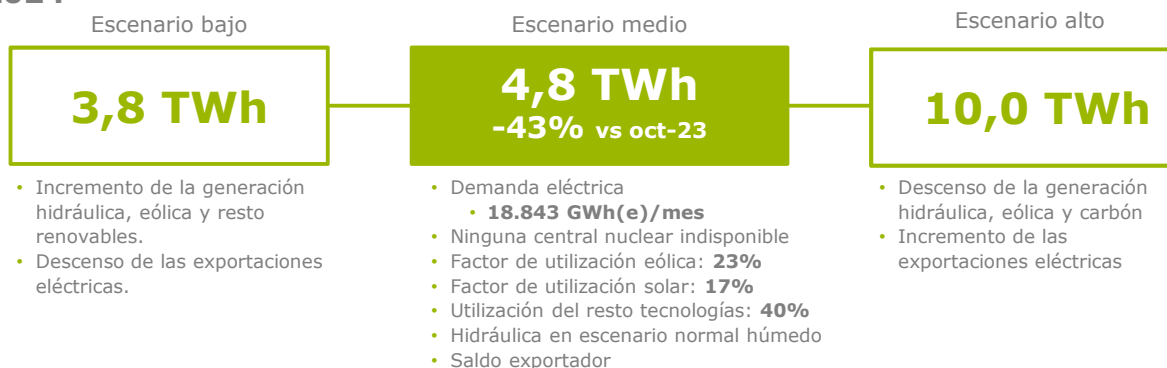 Escenario bajo
3,8 TWh
• Incremento de la generación
hidráulica, eólica y resto
renovables.
• Descenso de las exportaciones
eléctricas.
Escenario medio
4,8 TWh
-43% vs oct-23
• Demanda eléctrica
• 18.843 GWh(e)/mes
• Ninguna central nuclear indisponible
• Factor de utilización eólica: 23%
• Factor de utilización solar: 17%
• Utilización del resto tecnologías: 40%
• Hidráulica en escenario normal húmedo
• Saldo exportador
Escenario alto
10,0 TWh
• Descenso de la generación
hidráulica, eólica y carbón
• Incremento de las
exportaciones eléctricas